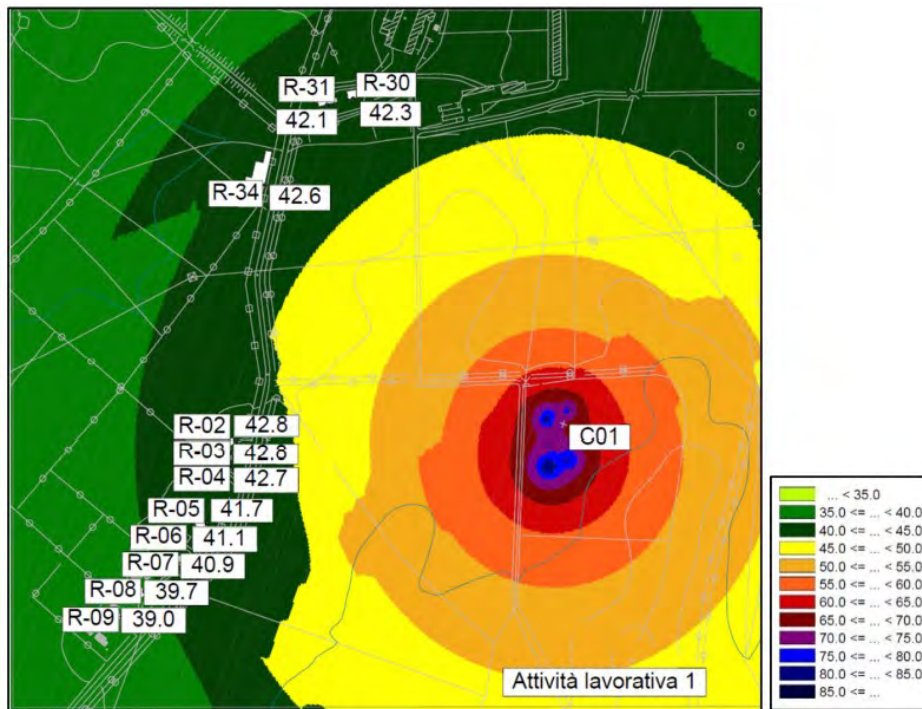 R-31 R-30
42.1 42.3
R-34 42.6
R-02 42.8
R-03 42.8
R-04 42.7
R-05 41.7
R-06 41.1
R-07 40.9
R-08 39.7
R-09 39.0
C01
Attività lavorativa 1
... < 35.0
35.0 <= ... < 40.0
40.0 <= ... < 45.0
45.0 <= ... < 50.0
50.0 <= ... < 55.0
55.0 <= ... < 60.0
60.0 <= ... < 65.0
65.0 <= ... < 70.0
70.0 <= ... < 75.0
75.0 <= ... < 80.0
80.0 <= ... < 85.0
85.0 <= ...